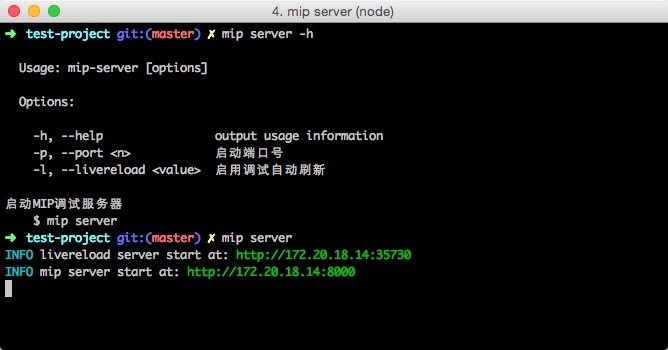 4. mip server (node)
➜ test-project git:(master) ✗ mip server -h
Usage: mip-server [options]
Options:
-h, --help output usage information
-p, --port <n> 启动端口号
-l, --livereload <value> 启用调试自动刷新
启动MIP调试服务器
$ mip server
➜ test-project git:(master) ✗ mip server
INFO livereload server start at: http://172.20.18.14:35730
INFO mip server start at: http://172.20.18.14:8000